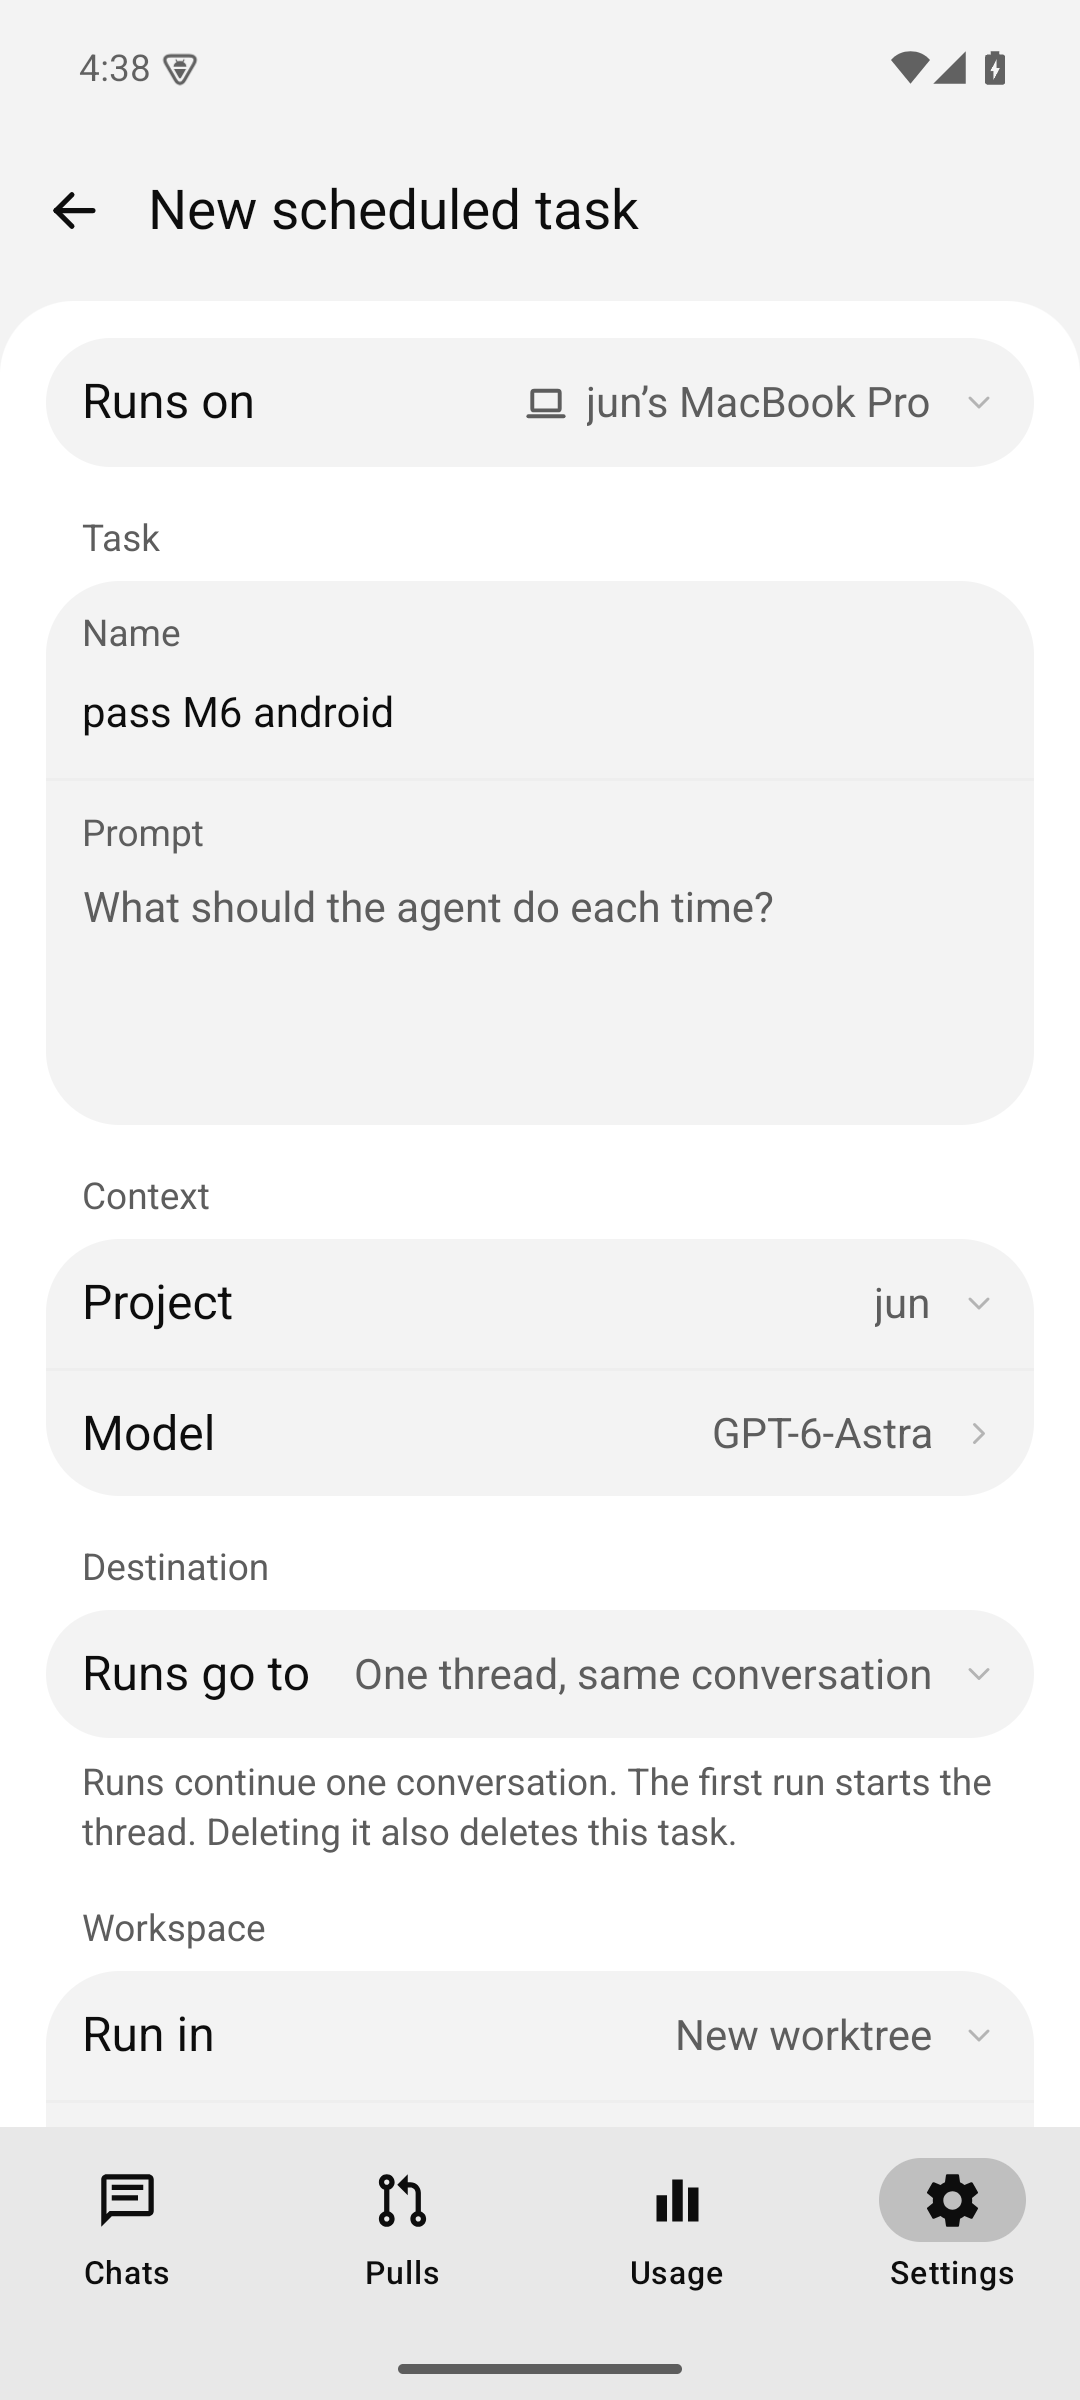 4:38
New scheduled task
Runs on
jun’s MacBook Pro
Task
Name
pass M6 android
Prompt
What should the agent do each time?
Context
Project
jun
Model
GPT-6-Astra
Destination
Runs go to
One thread, same conversation
Runs continue one conversation. The first run starts the
thread. Deleting it also deletes this task.
Workspace
Run in
New worktree
Chats
Pulls
Usage
Settings